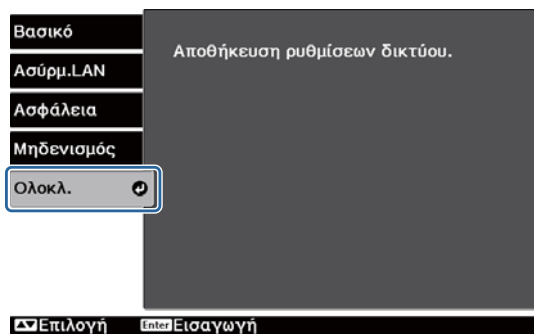 Βασικό
Ασύρμ.LAN
Ασφάλεια
Μηδενισμός
Ολοκλ.
Αποθήκευση ρυθμίσεων δικτύου.
Επιλογή Enter Εισαγωγή